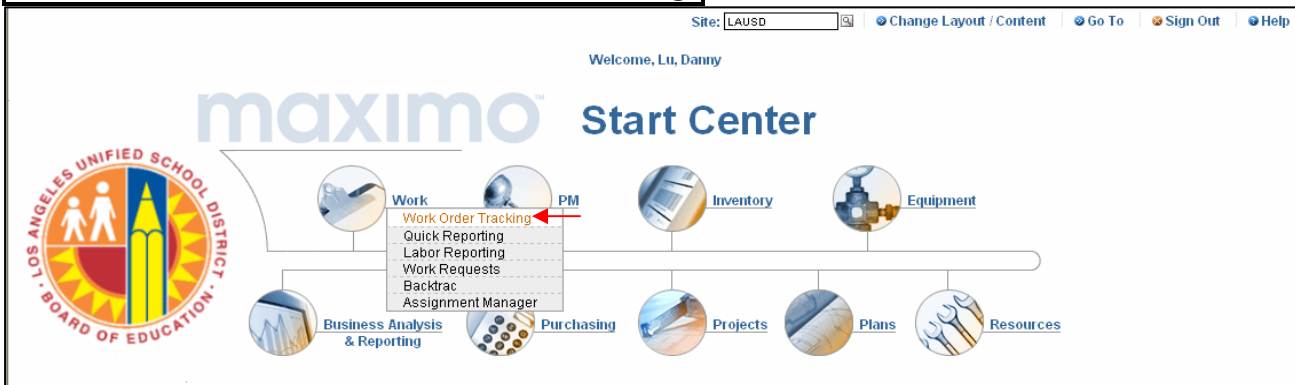 Site: LAUSD Change Layout / Content Go To Sign Out Help
Welcome, Lu, Danny
maximo™ Start Center
LOS ANGELES UNIFIED SCHOOL DISTRICT · BOARD OF EDUCATION ·
Work PM Inventory Equipment
Work Order Tracking
Quick Reporting
Labor Reporting
Work Requests
Backtrac
Assignment Manager
Business Analysis
& Reporting
Purchasing Projects Plans Resources